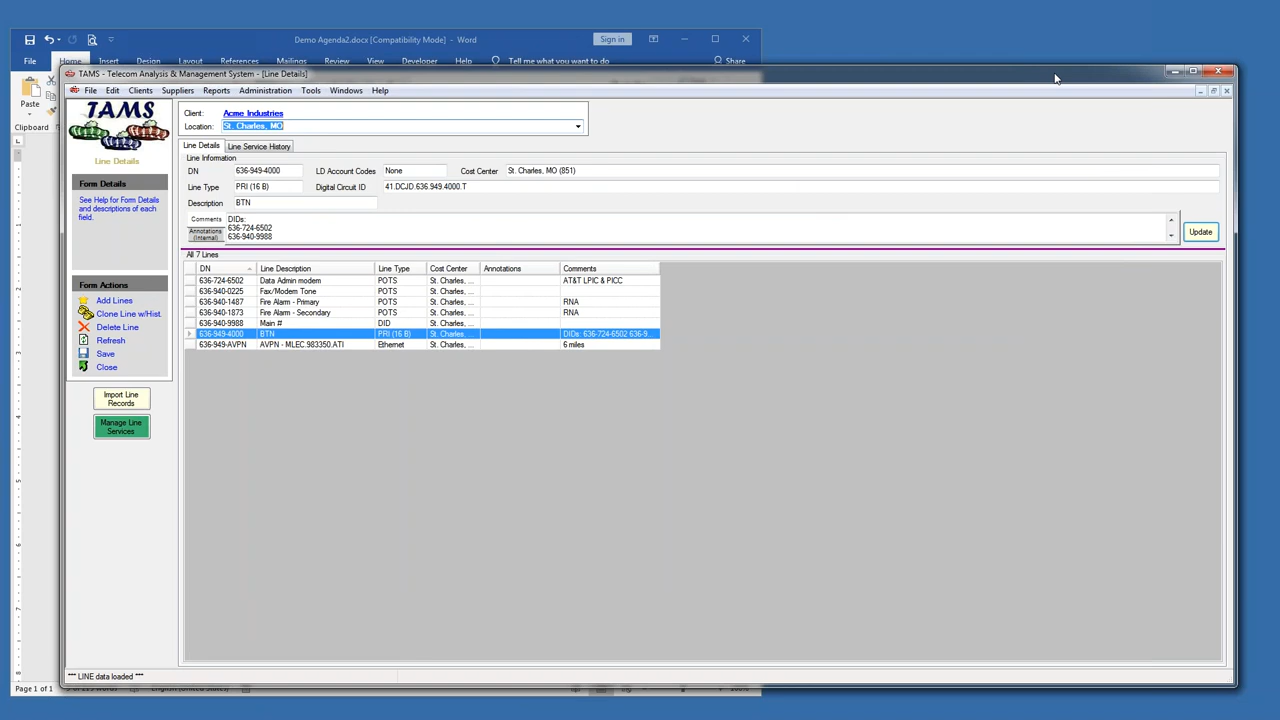 Demo Agenda2.docx [Compatibility Mode] - Word
Sign in
File Home Insert Design Layout References Mailings Review View Developer Help Tell me what you want to do Share
Paste
Clipboard
TAMS - Telecom Analysis & Management System - [Line Details]
File Edit Clients Suppliers Reports Administration Tools Windows Help
TAMS
Line Details
Form Details
See Help for Form Details
and descriptions of each
field.
Form Actions
Add Lines
Clone Line w/Hist.
Delete Line
Refresh
Save
Close
Import Line
Records
Manage Line
Services
Client: Acme Industries
Location: St. Charles, MO
Line Details Line Service History
Line Information
DN 636-949-4000 LD Account Codes None Cost Center St. Charles, MO (851)
Line Type PRI (16 B) Digital Circuit ID 41.DCJD.636.949.4000.T
Description BTN
Comments DIDs:
636-724-6502
Annotations
(Internal) 636-940-9988
Update
All 7 Lines
DN Line Description Line Type Cost Center Annotations Comments
636-724-6502 Data Admin modem POTS St. Charles, ... AT&T LPIC & PICC
636-940-0225 Fax/Modem Tone POTS St. Charles, ...
636-940-1487 Fire Alarm - Primary POTS St. Charles, ... RNA
636-940-1873 Fire Alarm - Secondary POTS St. Charles, ... RNA
636-940-9988 Main # DID St. Charles, ...
636-949-4000 BTN PRI (16 B) St. Charles, ... DIDs: 636-724-6502 636-9...
636-949-AVPN AVPN - MLEC.983350.ATI Ethernet St. Charles, ... 6 miles
*** LINE data loaded ***
Page 1 of 1